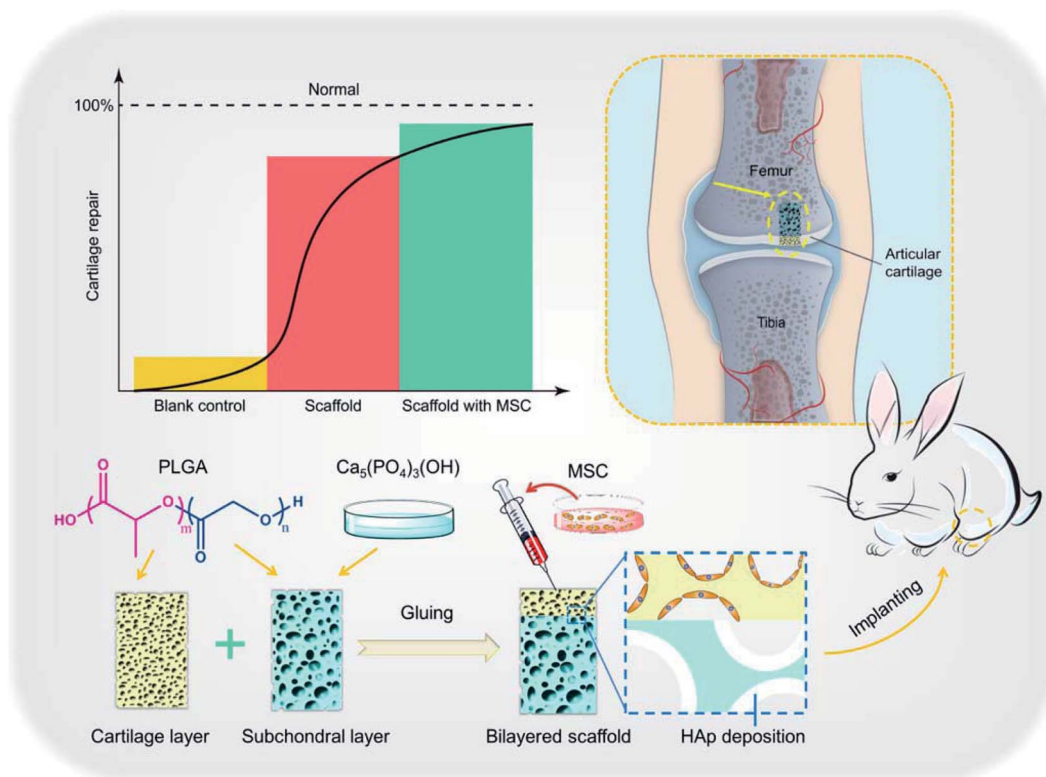 100%
Normal
Cartilage repair
Blank control
Scaffold
Scaffold with MSC
Femur
Articular
cartilage
Tibia
PLGA
Ca₅(PO₄)₃(OH)
MSC
O
HO
O
m
O
O
n
H
Gluing
Implanting
Cartilage layer
+
Subchondral layer
Bilayered scaffold
HAp deposition